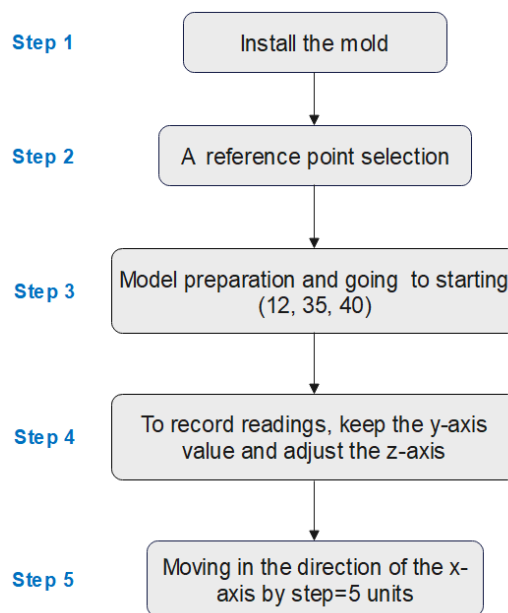 Step 1
Install the mold
Step 2
A reference point selection
Step 3
Model preparation and going to starting
(12, 35, 40)
Step 4
To record readings, keep the y-axis
value and adjust the z-axis
Step 5
Moving in the direction of the x-
axis by step=5 units